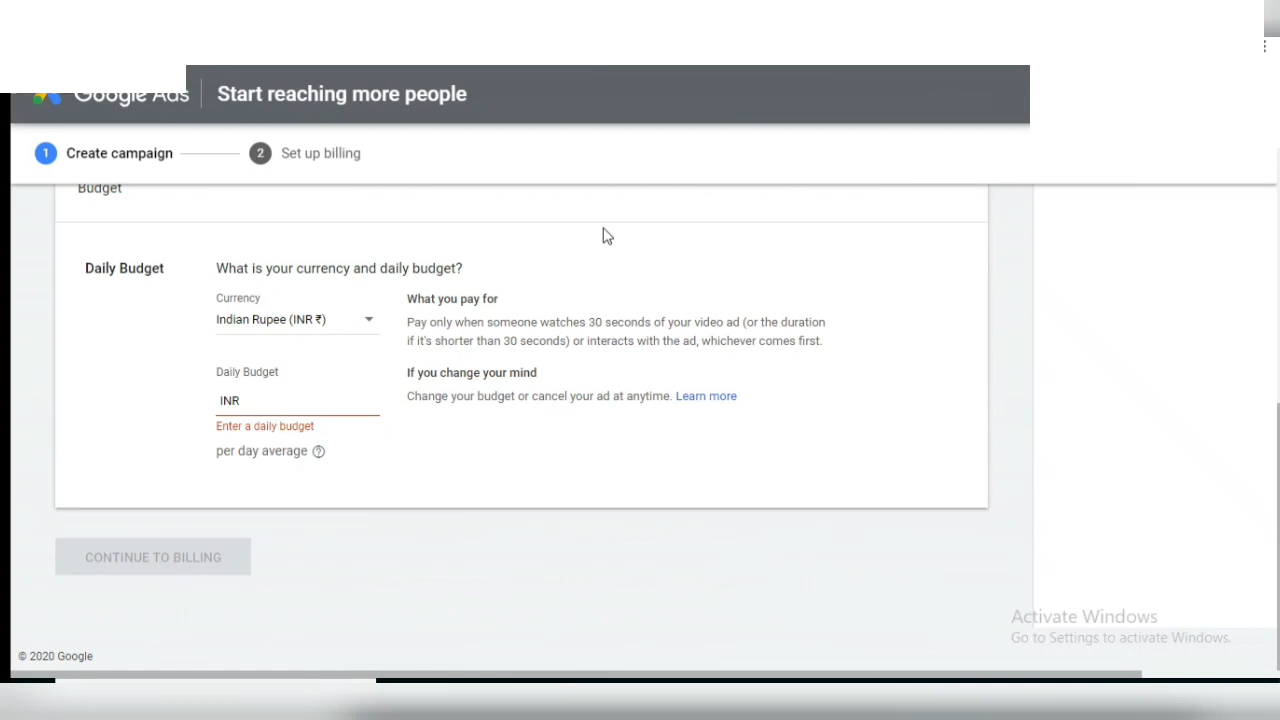 Google Ads Start reaching more people
1 Create campaign 2 Set up billing
Budget
Daily Budget What is your currency and daily budget?
Currency
Indian Rupee (INR ₹)
What you pay for
Pay only when someone watches 30 seconds of your video ad (or the duration
if it's shorter than 30 seconds) or interacts with the ad, whichever comes first.
Daily Budget
INR
Enter a daily budget
per day average
If you change your mind
Change your budget or cancel your ad at anytime. Learn more
CONTINUE TO BILLING
Activate Windows
Go to Settings to activate Windows.
© 2020 Google